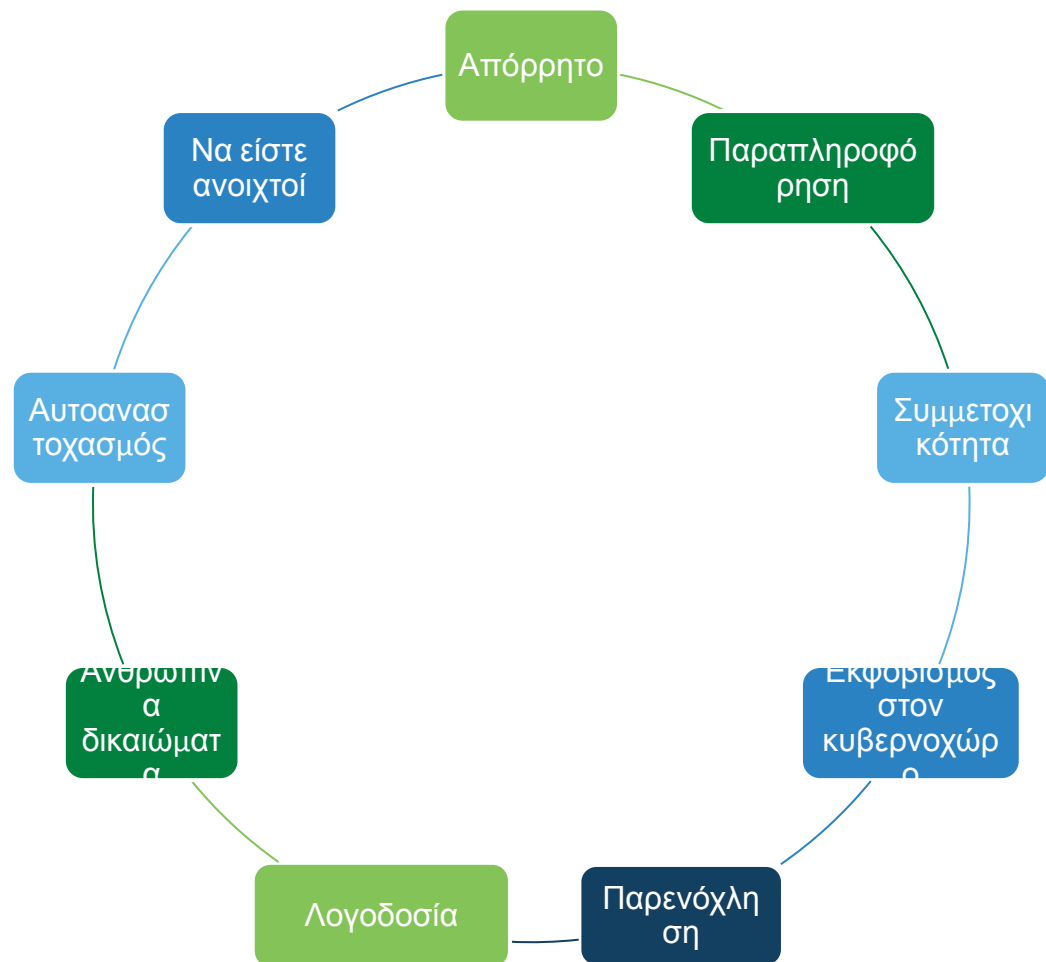 Απόρρητο
Παραπληροφό
ρηση
Συμμετοχι
κότητα
Εκφοβισμός
στον
κυβερνοχώρ
ο
Παρενόχλη
ση
Λογοδοσία
Ανθρώπιν
α
δικαιώματ
α
Αυτοανασ
τοχασμός
Να είστε
ανοιχτοί